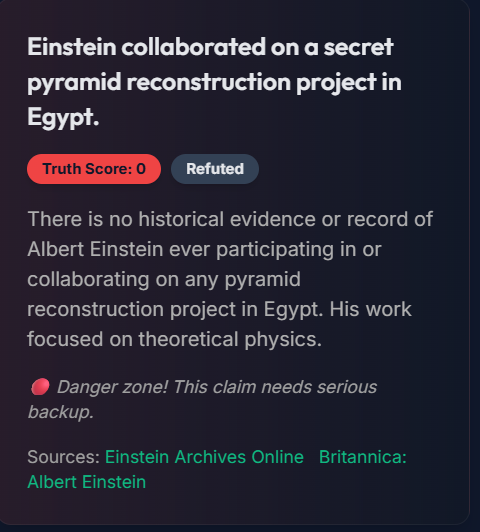 Einstein collaborated on a secret
pyramid reconstruction project in
Egypt.
Truth Score: 0 Refuted
There is no historical evidence or record of
Albert Einstein ever participating in or
collaborating on any pyramid
reconstruction project in Egypt. His work
focused on theoretical physics.
Danger zone! This claim needs serious
backup.
Sources: Einstein Archives Online Britannica:
Albert Einstein